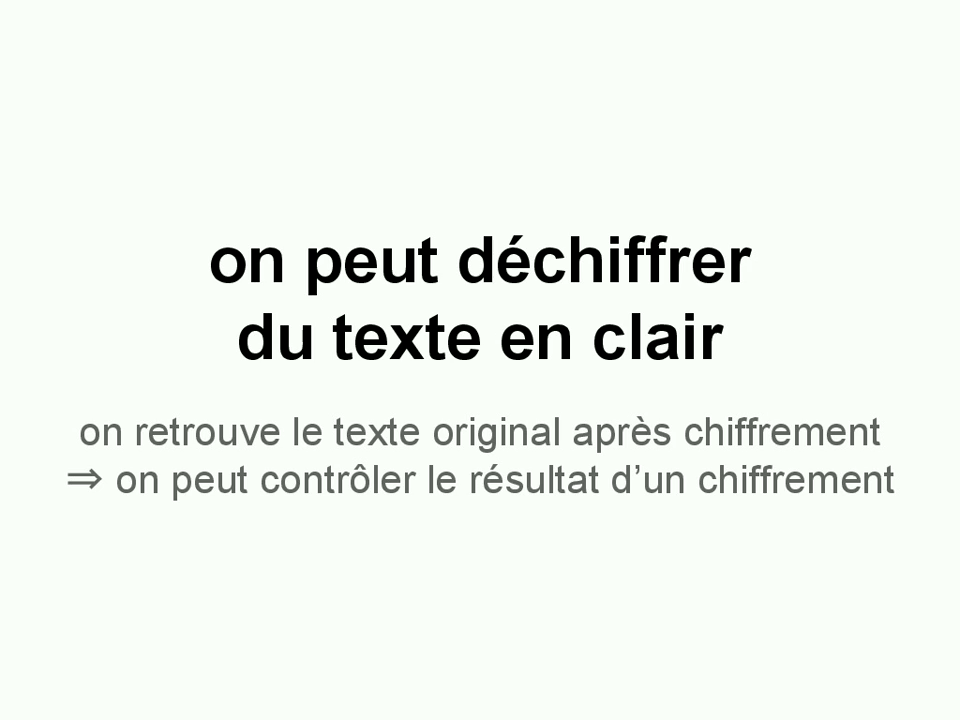 on peut déchiffrer
du texte en clair
on retrouve le texte original après chiffrement
⇒ on peut contrôler le résultat d’un chiffrement